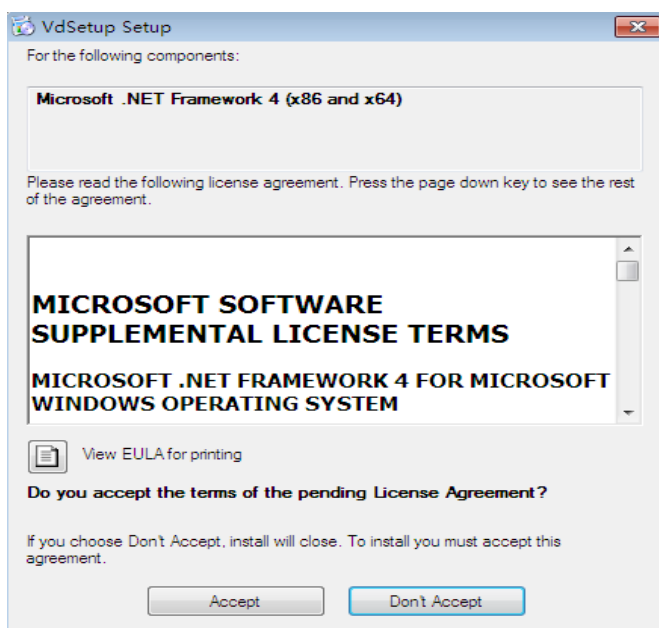 VdSetup Setup
For the following components:
Microsoft .NET Framework 4 (x86 and x64)
Please read the following license agreement. Press the page down key to see the rest
of the agreement.
MICROSOFT SOFTWARE
SUPPLEMENTAL LICENSE TERMS
MICROSOFT .NET FRAMEWORK 4 FOR MICROSOFT
WINDOWS OPERATING SYSTEM
View EULA for printing
Do you accept the terms of the pending License Agreement?
If you choose Don't Accept, install will close. To install you must accept this
agreement.
Accept
Don't Accept